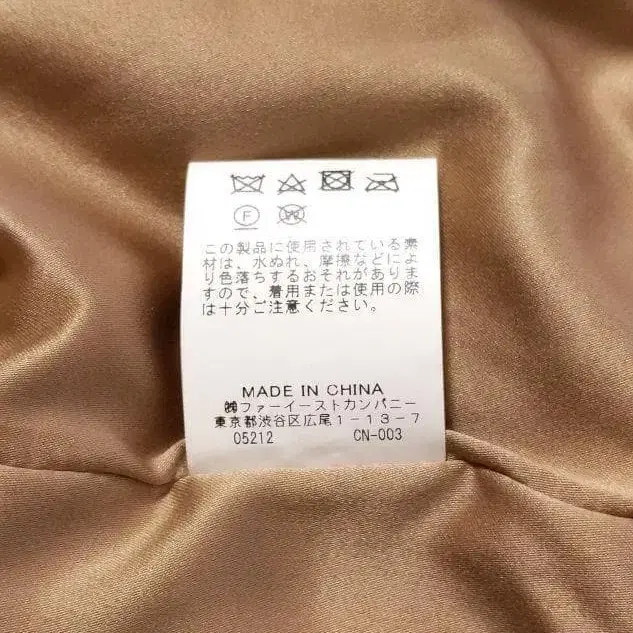 F W
この製品に使用されている素
材は、水ぬれ、摩擦などによ
り色落ちするおそれがありま
すので、着用または使用の際
は十分ご注意ください。
MADE IN CHINA
㈱ファーイーストカンパニー
東京都渋谷区広尾1-13-7
05212 CN-003